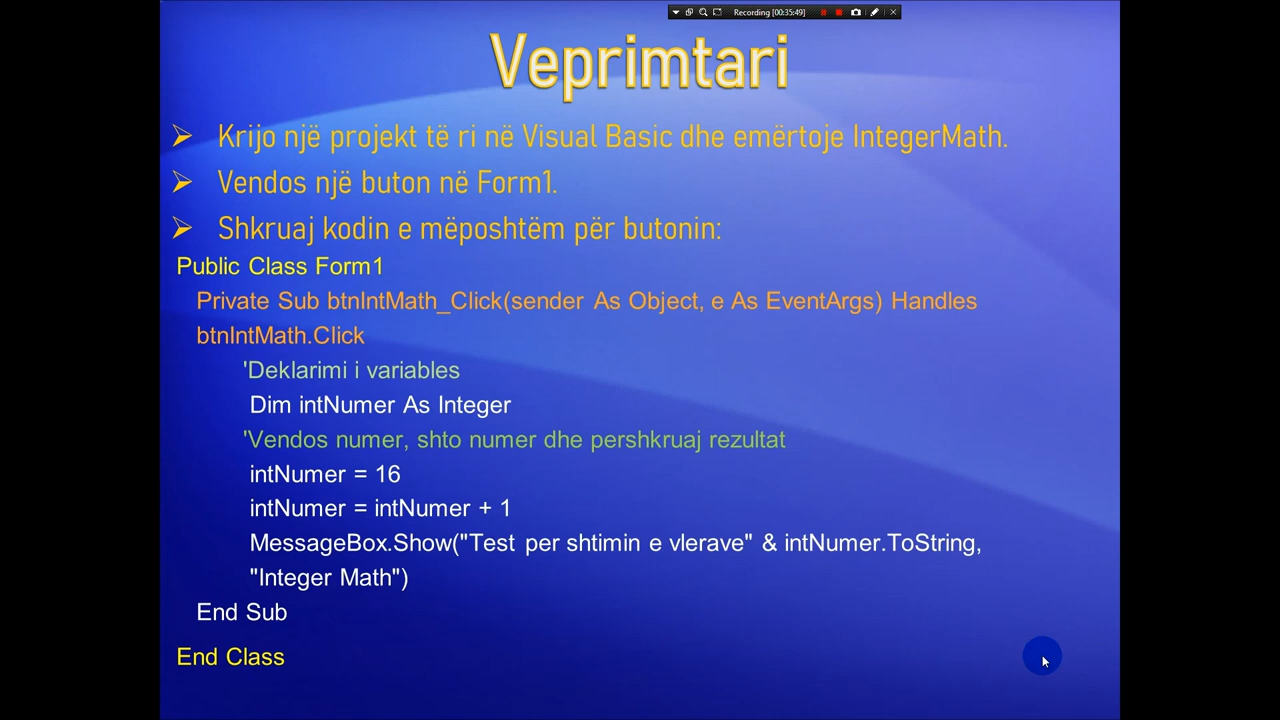 Recording [00:35:49]
Veprimtari
Krijo një projekt të ri në Visual Basic dhe emërtoje IntegerMath.
Vendos një buton në Form1.
Shkruaj kodin e mëposhtëm për butonin:
Public Class Form1
Private Sub btnIntMath_Click(sender As Object, e As EventArgs) Handles
btnIntMath.Click
'Deklarimi i variables
Dim intNumer As Integer
'Vendos numer, shto numer dhe pershkruaj rezultat
intNumer = 16
intNumer = intNumer + 1
MessageBox.Show("Test per shtimin e vlerave" & intNumer.ToString,
"Integer Math")
End Sub
End Class